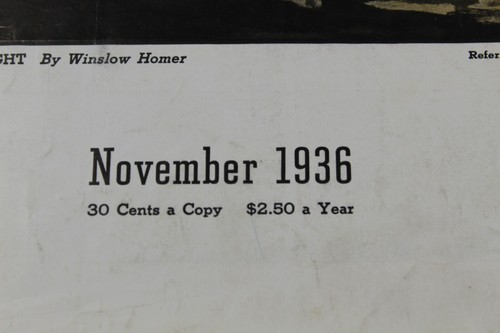 By Winslow Homer
November 1936
30 Cents a Copy $2.50 a Year